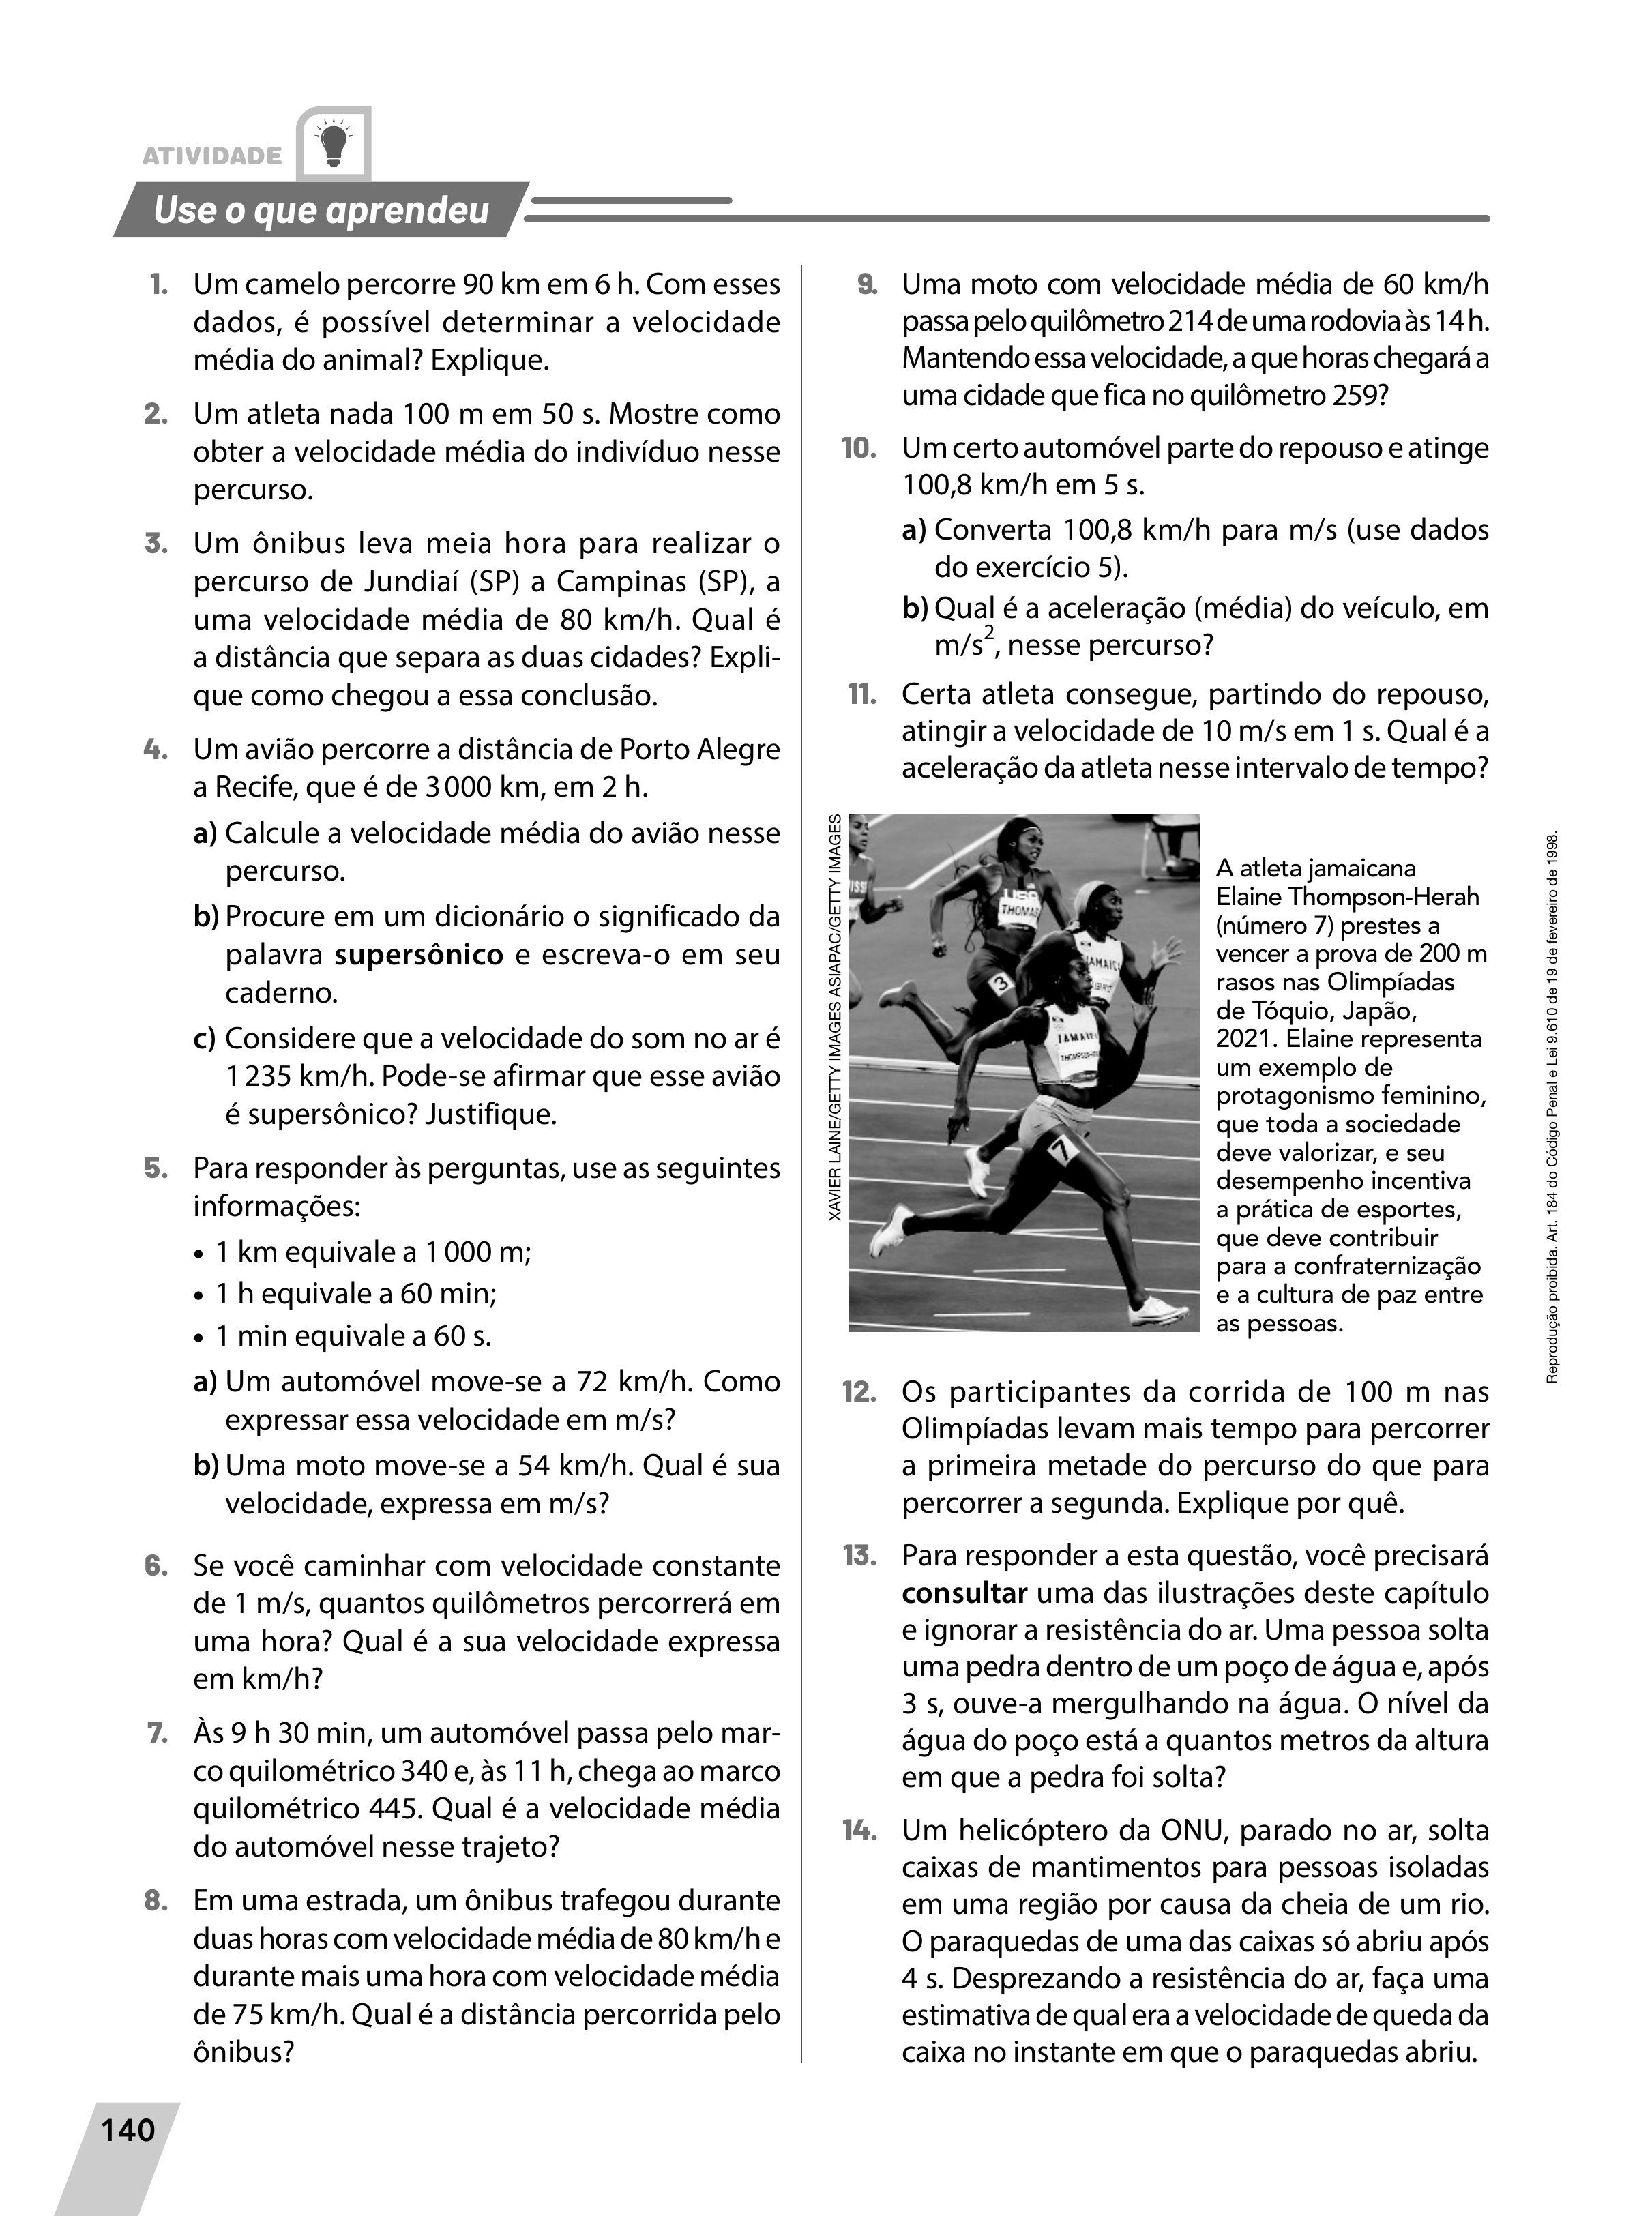 ATIVIDADE
Use o que aprendeu
1. Um camelo percorre 90 km em 6 h. Com esses
dados, é possível determinar a velocidade
média do animal? Explique.
2. Um atleta nada 100 m em 50 s. Mostre como
obter a velocidade média do indivíduo nesse
percurso.
3. Um ônibus leva meia hora para realizar o
percurso de Jundiaí (SP) a Campinas (SP), a
uma velocidade média de 80 km/h. Qual é
a distância que separa as duas cidades? Expli-
que como chegou a essa conclusão.
4. Um avião percorre a distância de Porto Alegre
a Recife, que é de 3 000 km, em 2 h.
a) Calcule a velocidade média do avião nesse
percurso.
b) Procure em um dicionário o significado da
palavra supersônico e escreva-o em seu
caderno.
c) Considere que a velocidade do som no ar é
1 235 km/h. Pode-se afirmar que esse avião
é supersônico? Justifique.
5. Para responder às perguntas, use as seguintes
informações:
• 1 km equivale a 1 000 m;
• 1 h equivale a 60 min;
• 1 min equivale a 60 s.
a) Um automóvel move-se a 72 km/h. Como
expressar essa velocidade em m/s?
b) Uma moto move-se a 54 km/h. Qual é sua
velocidade, expressa em m/s?
6. Se você caminhar com velocidade constante
de 1 m/s, quantos quilômetros percorrerá em
uma hora? Qual é a sua velocidade expressa
em km/h?
7. Às 9 h 30 min, um automóvel passa pelo mar-
co quilométrico 340 e, às 11 h, chega ao marco
quilométrico 445. Qual é a velocidade média
do automóvel nesse trajeto?
8. Em uma estrada, um ônibus trafegou durante
duas horas com velocidade média de 80 km/h e
durante mais uma hora com velocidade média
de 75 km/h. Qual é a distância percorrida pelo
ônibus?
9. Uma moto com velocidade média de 60 km/h
passa pelo quilômetro 214 de uma rodovia às 14 h.
Mantendo essa velocidade, a que horas chegará a
uma cidade que fica no quilômetro 259?
10. Um certo automóvel parte do repouso e atinge
100,8 km/h em 5 s.
a) Converta 100,8 km/h para m/s (use dados
do exercício 5).
b) Qual é a aceleração (média) do veículo, em
m/s², nesse percurso?
11. Certa atleta consegue, partindo do repouso,
atingir a velocidade de 10 m/s em 1 s. Qual é a
aceleração da atleta nesse intervalo de tempo?
XAVIER LAINE/GETTY IMAGES ASIAPAC/GETTY IMAGES
USA
THOMAS
3
JAMAICA
JAMAICA
7
A atleta jamaicana
Elaine Thompson-Herah
(número 7) prestes a
vencer a prova de 200 m
rasos nas Olimpíadas
de Tóquio, Japão,
2021. Elaine representa
um exemplo de
protagonismo feminino,
que toda a sociedade
deve valorizar, e seu
desempenho incentiva
a prática de esportes,
que deve contribuir
para a confraternização
e a cultura de paz entre
as pessoas.
12. Os participantes da corrida de 100 m nas
Olimpíadas levam mais tempo para percorrer
a primeira metade do percurso do que para
percorrer a segunda. Explique por quê.
13. Para responder a esta questão, você precisará
consultar uma das ilustrações deste capítulo
e ignorar a resistência do ar. Uma pessoa solta
uma pedra dentro de um poço de água e, após
3 s, ouve-a mergulhando na água. O nível da
água do poço está a quantos metros da altura
em que a pedra foi solta?
14. Um helicóptero da ONU, parado no ar, solta
caixas de mantimentos para pessoas isoladas
em uma região por causa da cheia de um rio.
O paraquedas de uma das caixas só abriu após
4 s. Desprezando a resistência do ar, faça uma
estimativa de qual era a velocidade de queda da
caixa no instante em que o paraquedas abriu.
Reprodução proibida. Art. 184 do Código Penal e Lei 9.610 de 19 de fevereiro de 1998.
140